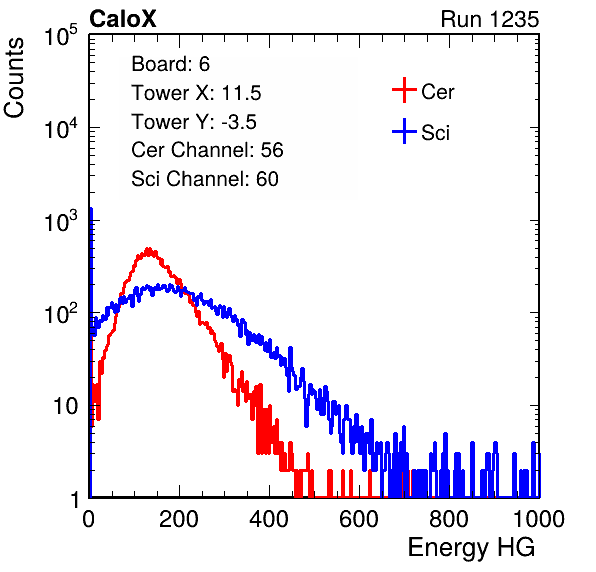 CaloX Run 1235
Counts
Board: 6
Tower X: 11.5
Tower Y: -3.5
Cer Channel: 56
Sci Channel: 60
Cer
Sci
10^5
10^4
10^3
10^2
10
1
0 200 400 600 800 1000
Energy HG